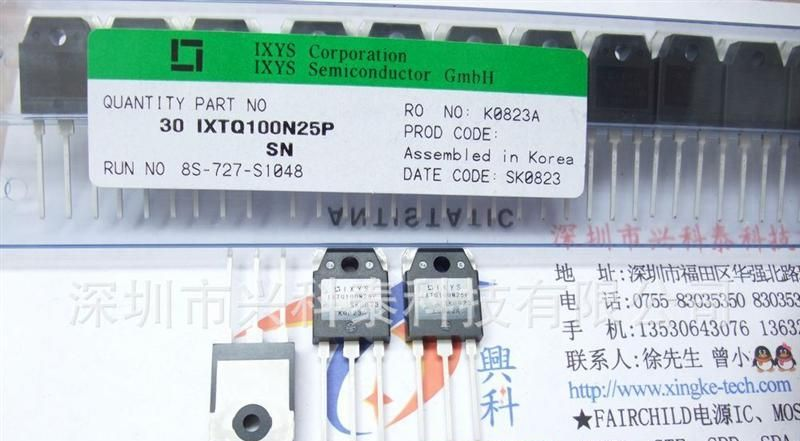 IXYS Corporation
IXYS Semiconductor GmbH
QUANTITY PART NO
30 IXTQ100N25P
SN
RUN NO 8S-727-S1048
RO NO: K0823A
PROD CODE:
Assembled in Korea
DATE CODE: SK0823
ANTISTATIC
深圳市兴科泰科技
深圳市兴科泰科技有限公司
IXYS
IXTQ100N25P
SK0823
K0823A
IXYS
IXTQ100N25P
SK0823
興
科
地 址: 深圳市福田区华强北路
电 话: 0755-83035350 830353
手 机: 13530643076 13632
联系人: 徐先生 曾小
http://www.xingke-tech.com
★FAIRCHILD电源IC、MOS